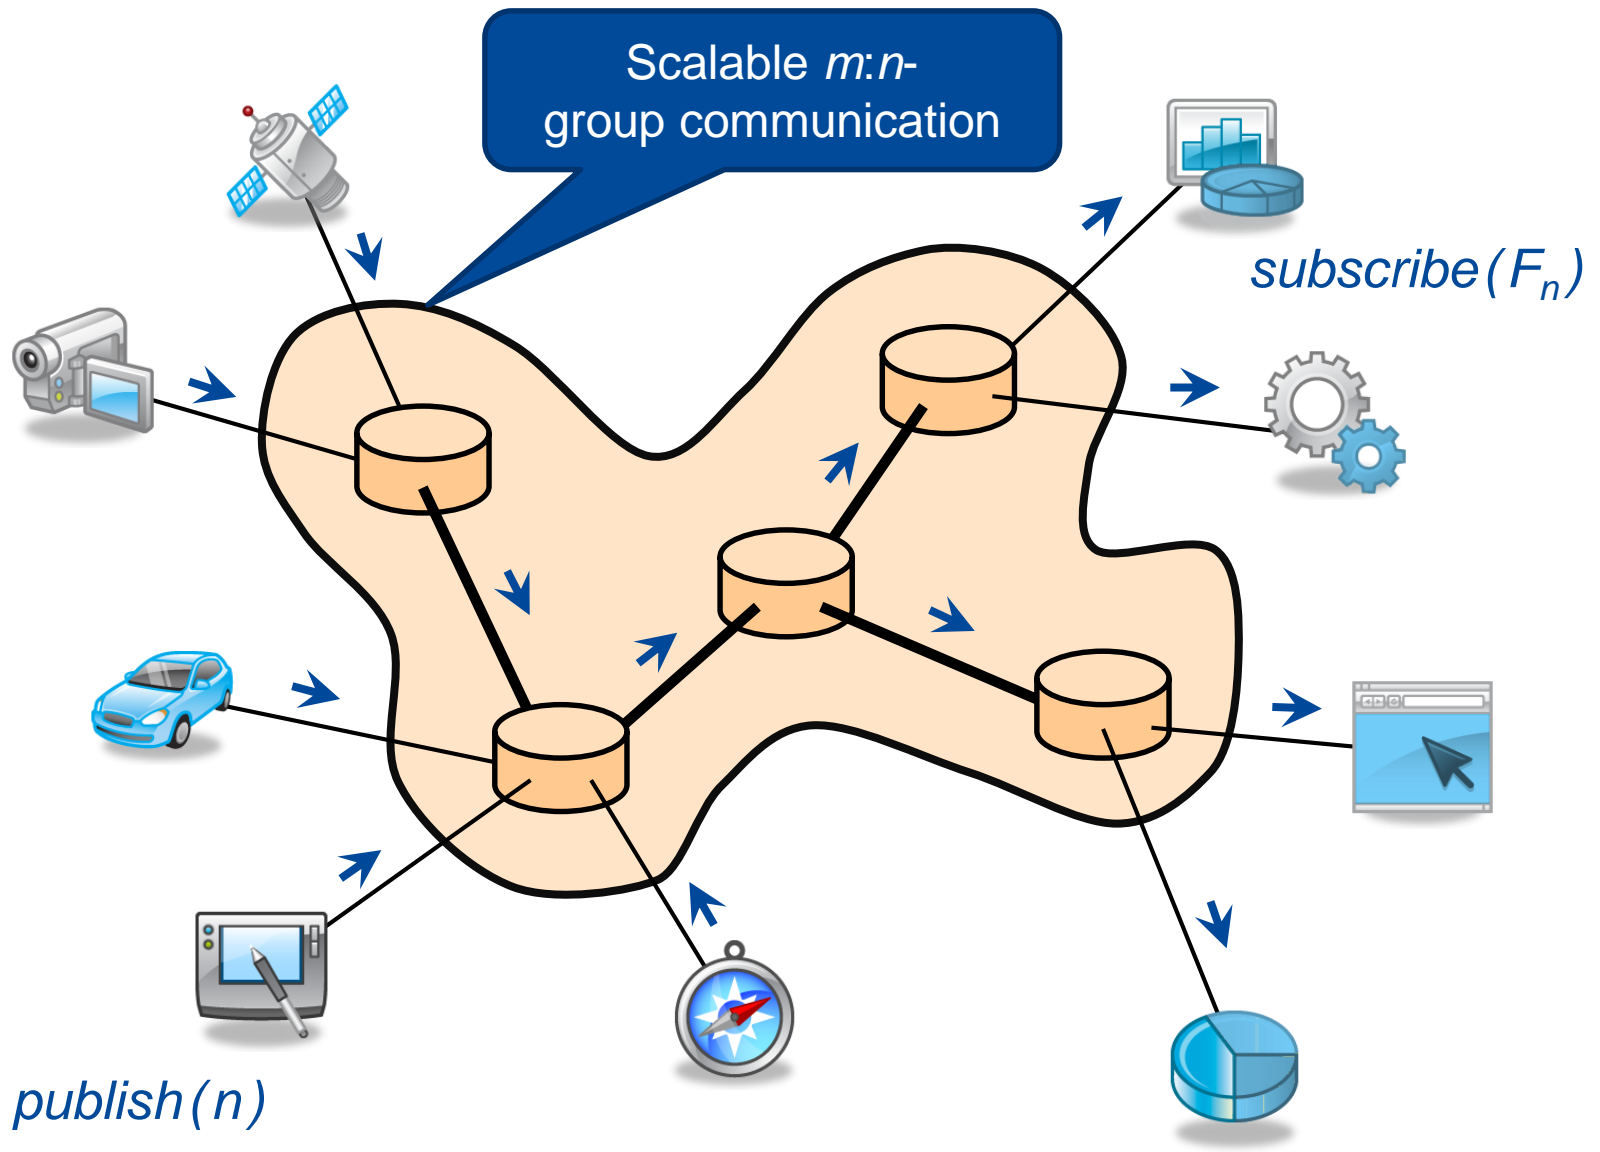 Scalable m:n-
group communication
subscribe(Fn)
publish(n)